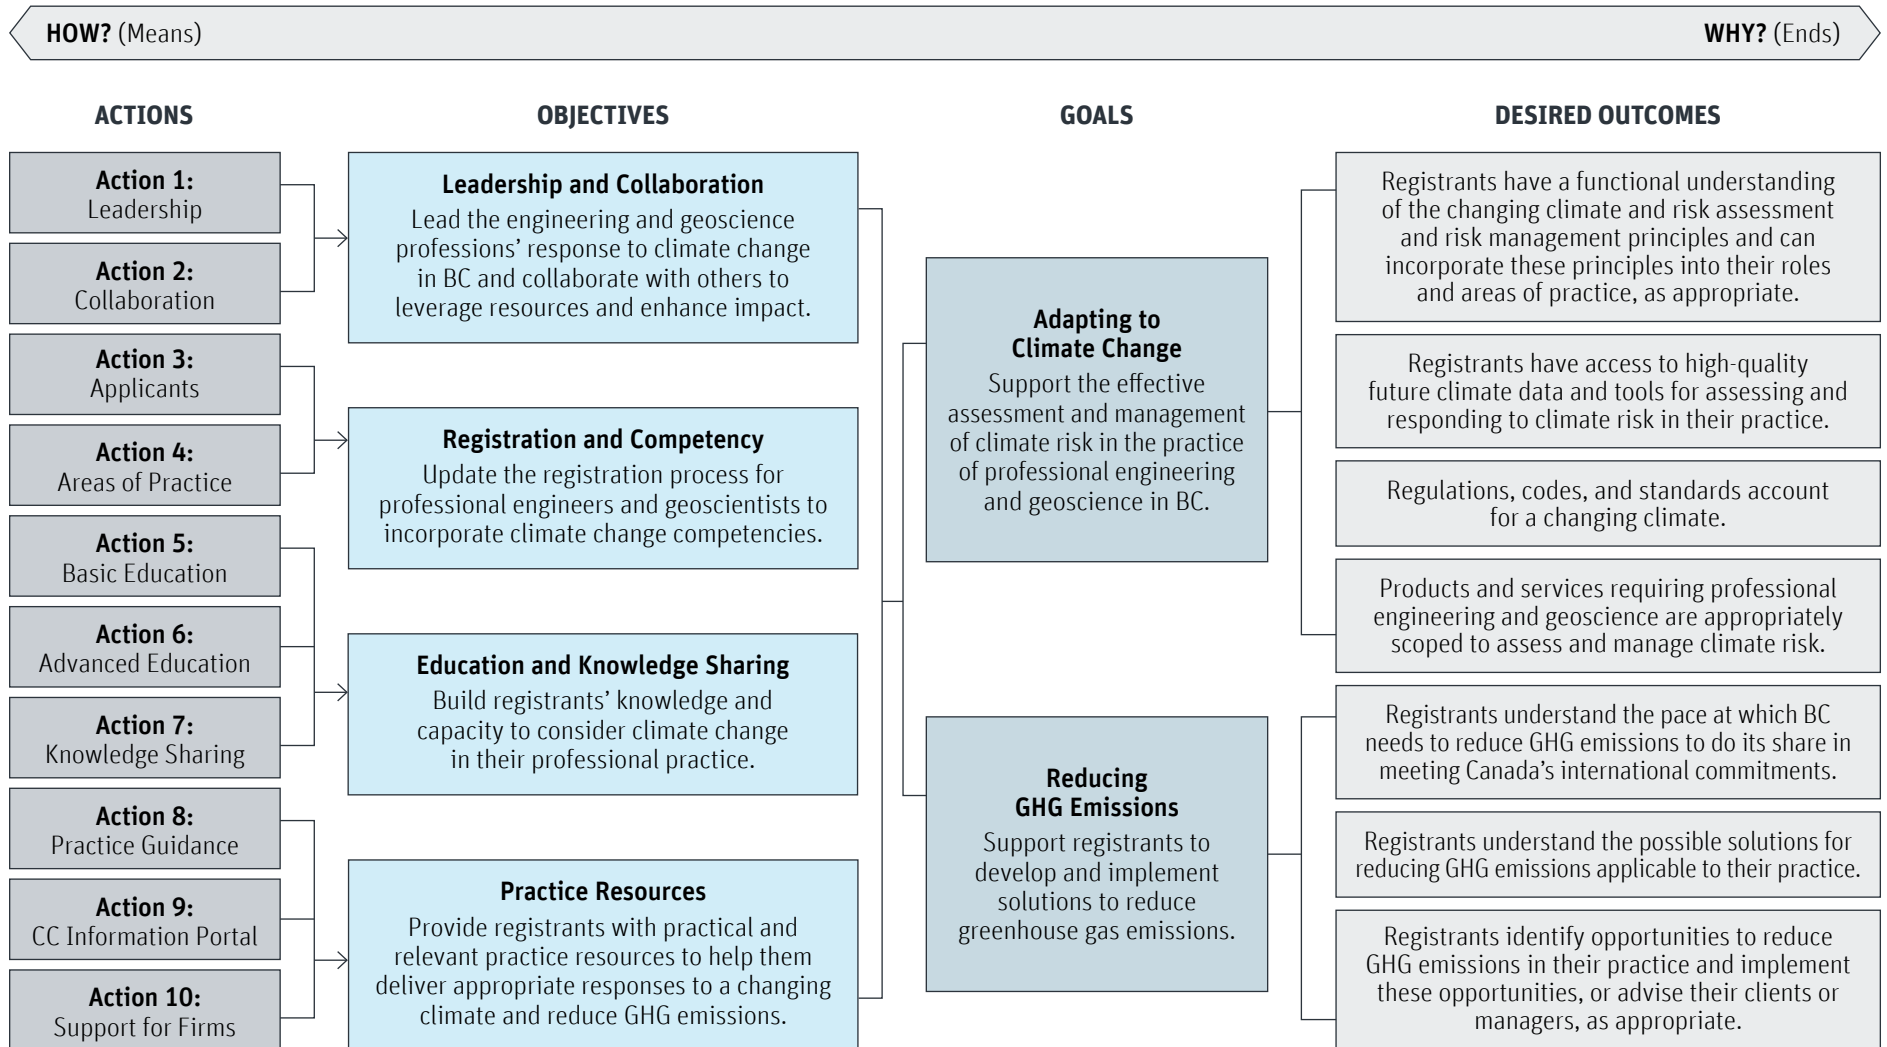 HOW? (Means)
WHY? (Ends)
ACTIONS
OBJECTIVES
GOALS
DESIRED OUTCOMES
Action 1:
Leadership
Action 2:
Collaboration
Action 3:
Applicants
Action 4:
Areas of Practice
Action 5:
Basic Education
Action 6:
Advanced Education
Action 7:
Knowledge Sharing
Action 8:
Practice Guidance
Action 9:
CC Information Portal
Action 10:
Support for Firms
Leadership and Collaboration
Lead the engineering and geoscience
professions’ response to climate change
in BC and collaborate with others to
leverage resources and enhance impact.
Registration and Competency
Update the registration process for
professional engineers and geoscientists to
incorporate climate change competencies.
Education and Knowledge Sharing
Build registrants’ knowledge and
capacity to consider climate change
in their professional practice.
Practice Resources
Provide registrants with practical and
relevant practice resources to help them
deliver appropriate responses to a changing
climate and reduce GHG emissions.
Adapting to
Climate Change
Support the effective
assessment and management
of climate risk in the practice
of professional engineering
and geoscience in BC.
Reducing
GHG Emissions
Support registrants to
develop and implement
solutions to reduce
greenhouse gas emissions.
Registrants have a functional understanding
of the changing climate and risk assessment
and risk management principles and can
incorporate these principles into their roles
and areas of practice, as appropriate.
Registrants have access to high-quality
future climate data and tools for assessing and
responding to climate risk in their practice.
Regulations, codes, and standards account
for a changing climate.
Products and services requiring professional
engineering and geoscience are appropriately
scoped to assess and manage climate risk.
Registrants understand the pace at which BC
needs to reduce GHG emissions to do its share in
meeting Canada’s international commitments.
Registrants understand the possible solutions for
reducing GHG emissions applicable to their practice.
Registrants identify opportunities to reduce
GHG emissions in their practice and implement
these opportunities, or advise their clients or
managers, as appropriate.